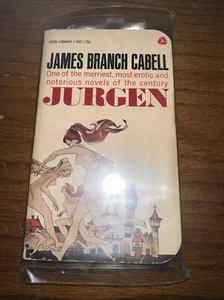 JAMES BRANCH CABELL
One of the merriest, most erotic and
notorious novels of the century
JURGEN